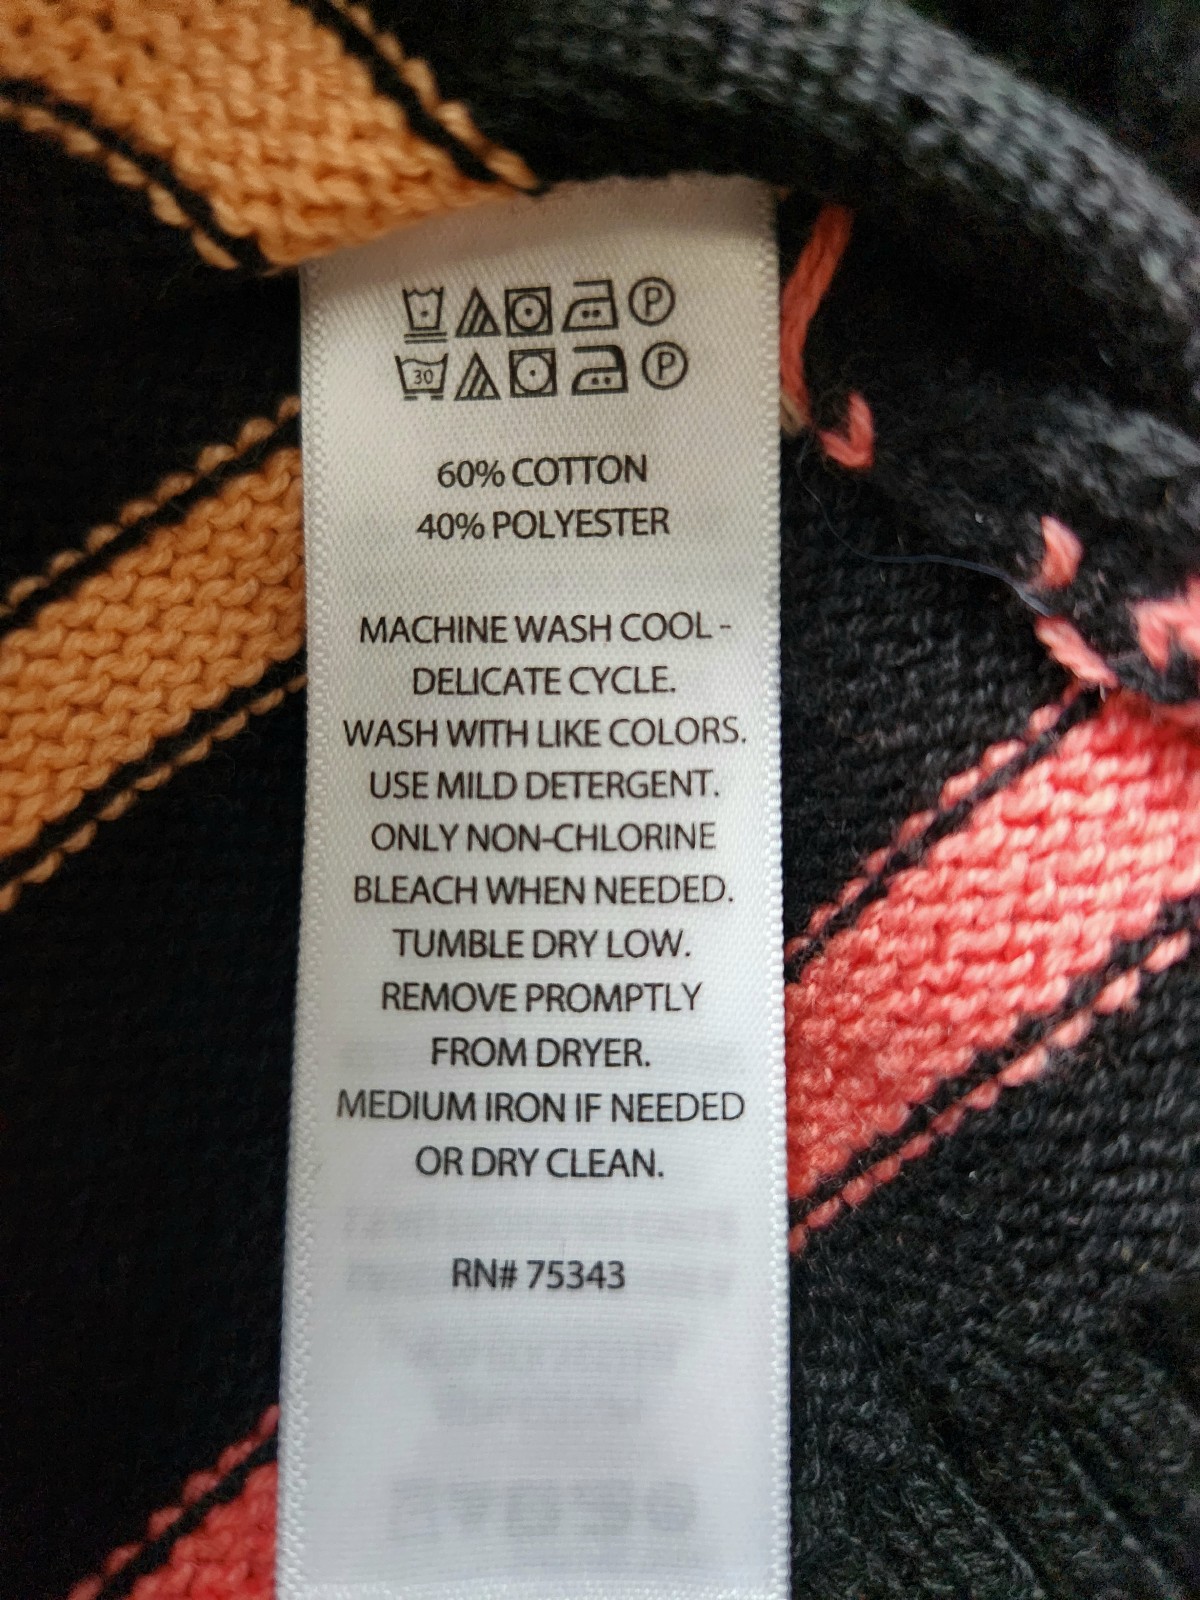 P
30 P
60% COTTON
40% POLYESTER
MACHINE WASH COOL -
DELICATE CYCLE.
WASH WITH LIKE COLORS.
USE MILD DETERGENT.
ONLY NON-CHLORINE
BLEACH WHEN NEEDED.
TUMBLE DRY LOW.
REMOVE PROMPTLY
FROM DRYER.
MEDIUM IRON IF NEEDED
OR DRY CLEAN.
RN# 75343